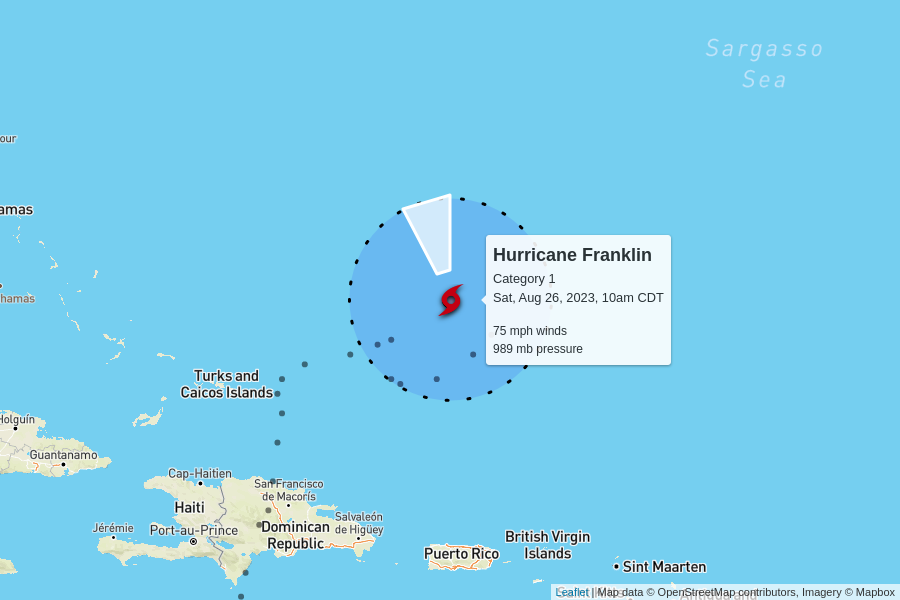 Sargasso
Sea
our
amas
Hurricane Franklin
Category 1
Sat, Aug 26, 2023, 10am CDT
75 mph winds
989 mb pressure
hamas
Turks and
Caicos Islands
Holguín
Guantanamo
Cap-Haïtien
San Francisco
de Macorís
Haiti
Jérémie
Port-au-Prince
Dominican
Republic
Salvaleón
de Higüey
Puerto Rico
British Virgin
Islands
Sint Maarten
Leaflet | Map data © OpenStreetMap contributors, Imagery © Mapbox